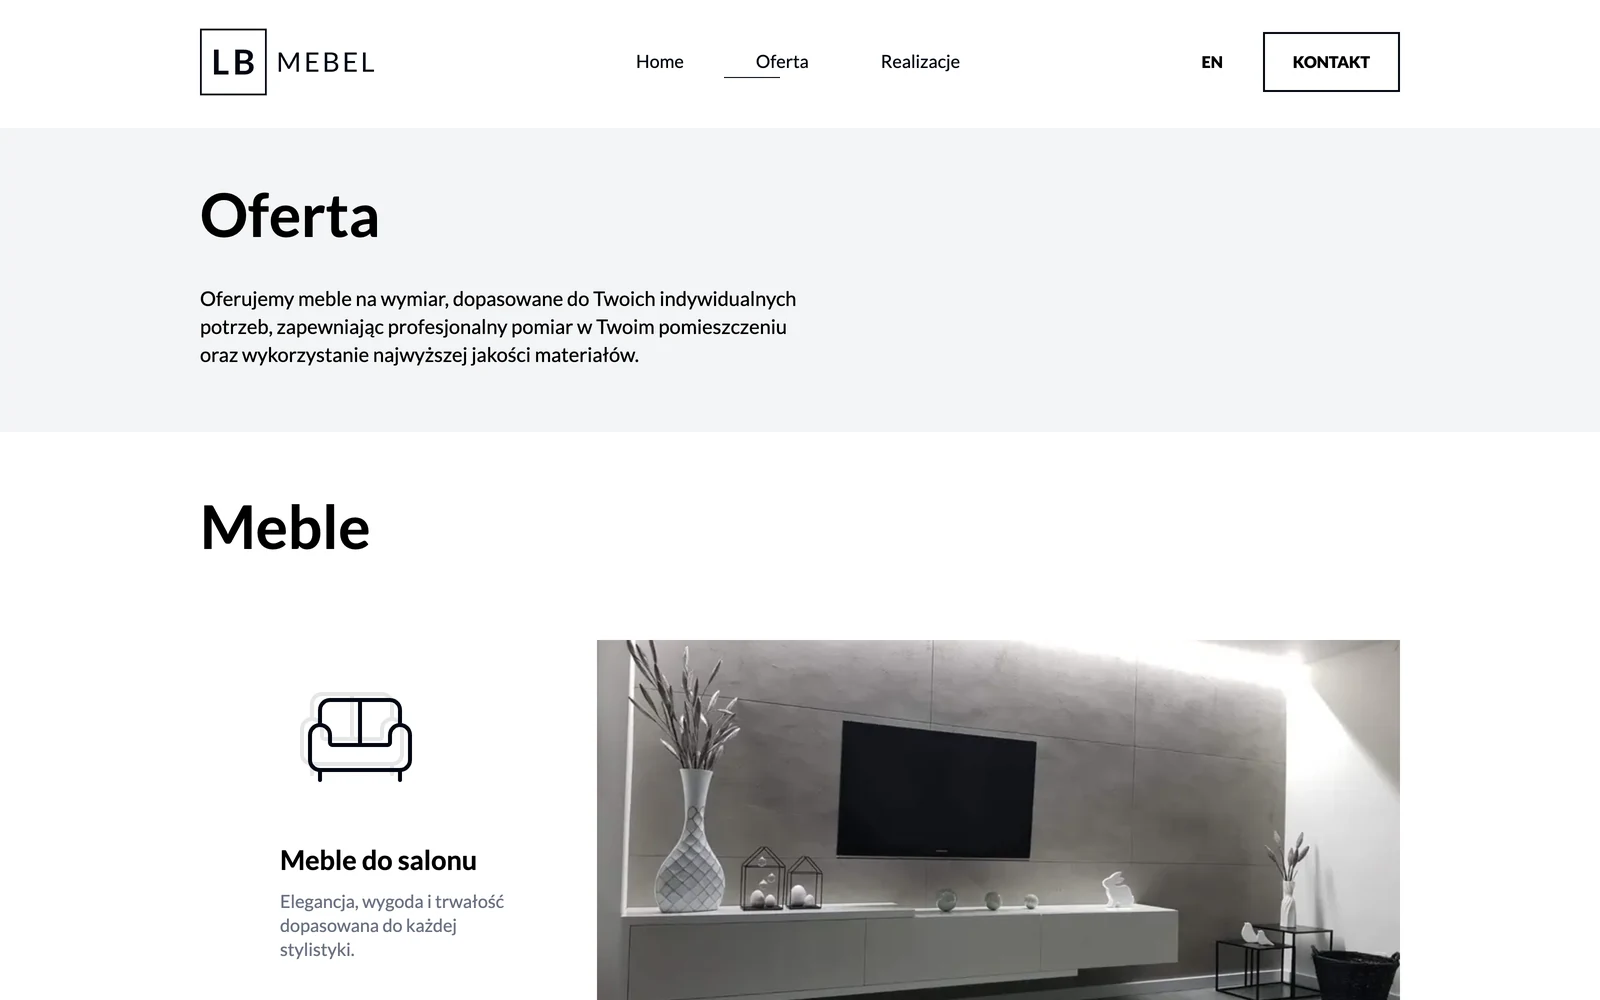 LB MEBEL
Home
Oferta
Realizacje
EN
KONTAKT
Oferta
Oferujemy meble na wymiar, dopasowane do Twoich indywidualnych
potrzeb, zapewniając profesjonalny pomiar w Twoim pomieszczeniu
oraz wykorzystanie najwyższej jakości materiałów.
Meble
Meble do salonu
Elegancja, wygoda i trwałość
dopasowana do każdej
stylistyki.